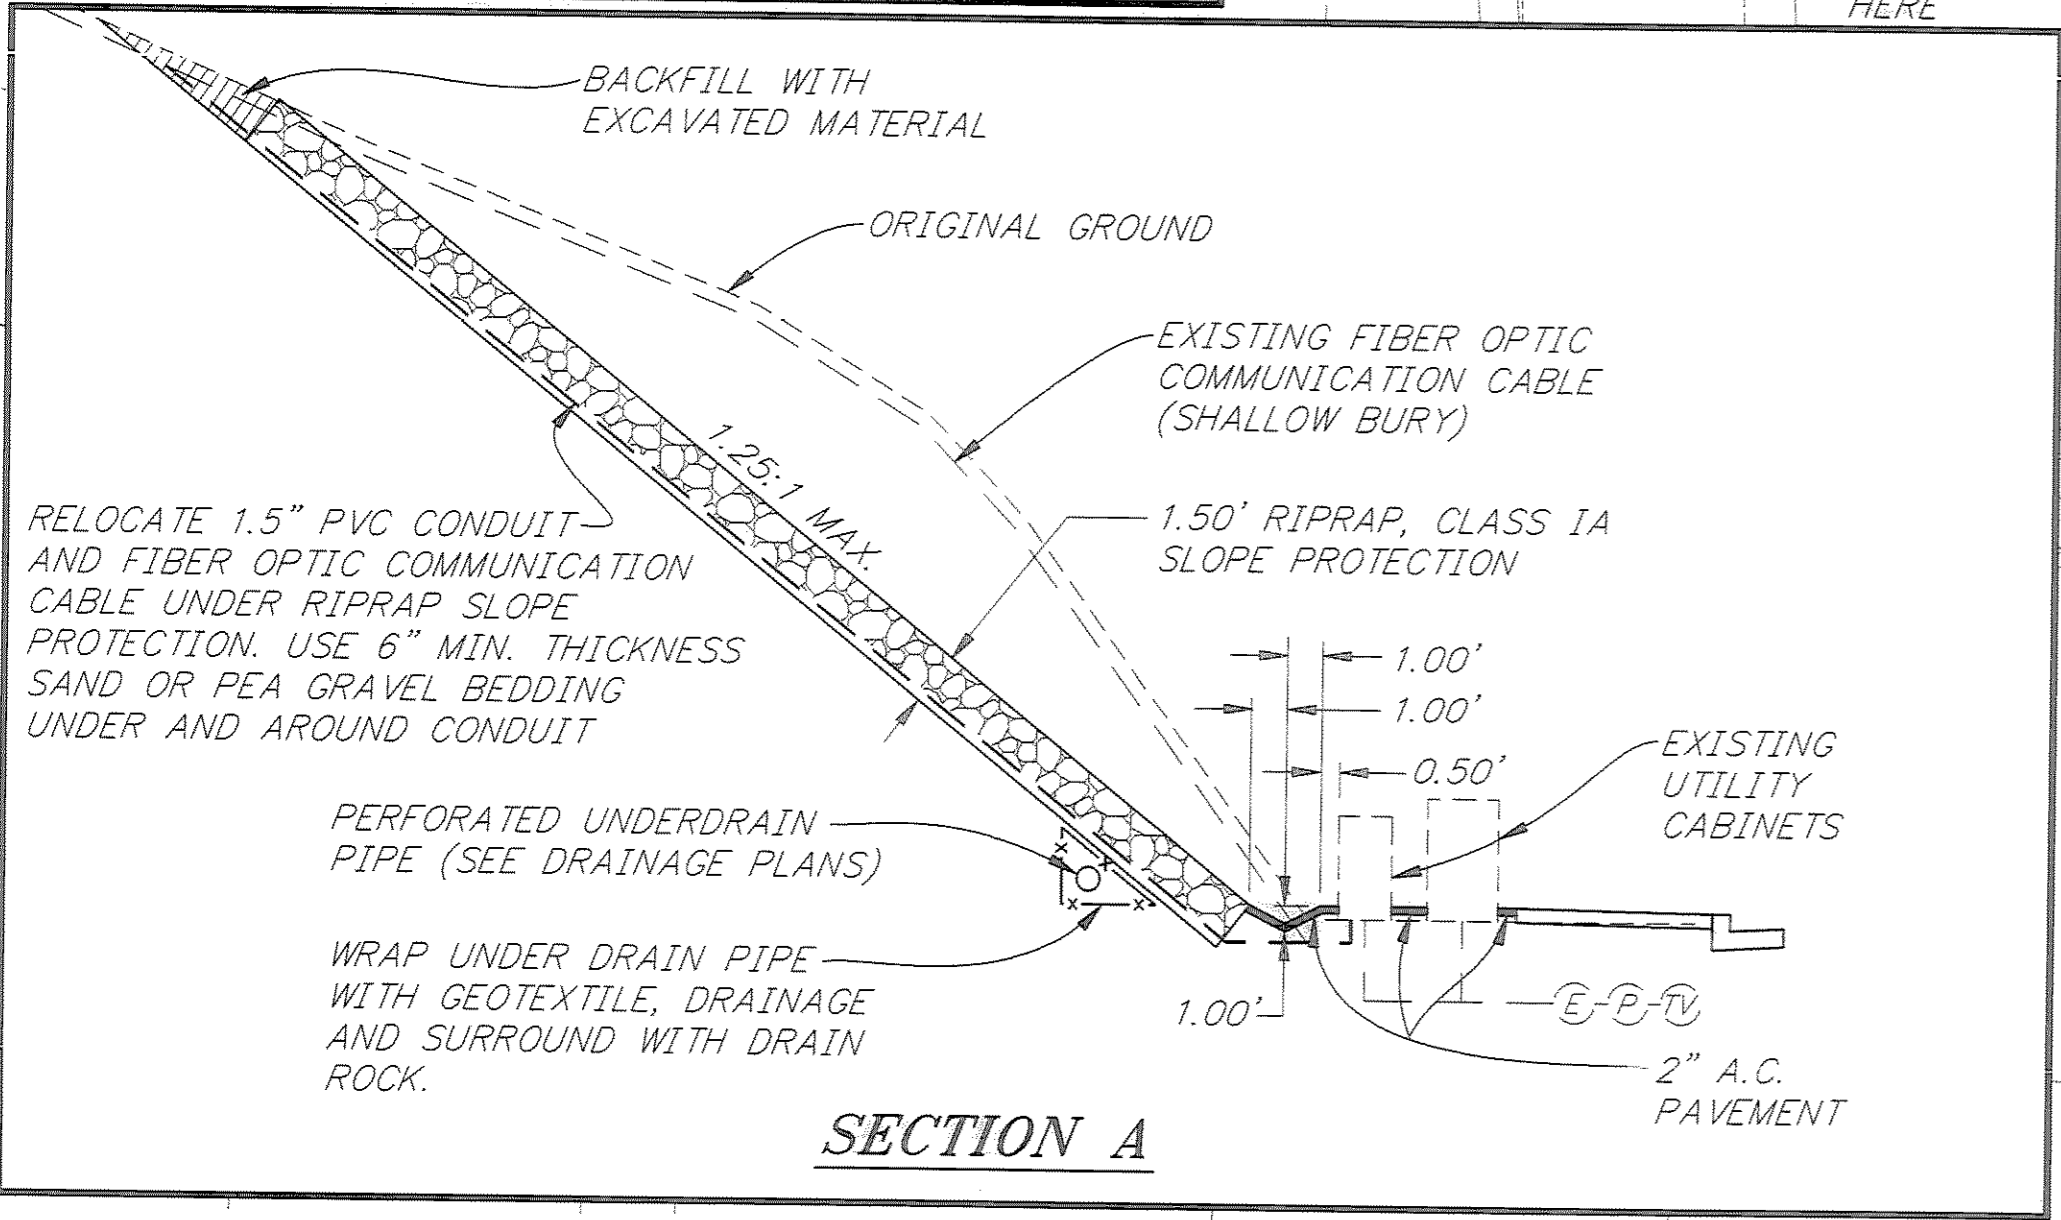 HERE
BACKFILL WITH
EXCAVATED MATERIAL
ORIGINAL GROUND
EXISTING FIBER OPTIC
COMMUNICATION CABLE
(SHALLOW BURY)
1.25:1 MAX.
1.50' RIPRAP, CLASS IA
SLOPE PROTECTION
RELOCATE 1.5" PVC CONDUIT
AND FIBER OPTIC COMMUNICATION
CABLE UNDER RIPRAP SLOPE
PROTECTION. USE 6" MIN. THICKNESS
SAND OR PEA GRAVEL BEDDING
UNDER AND AROUND CONDUIT
1.00'
1.00'
0.50'
EXISTING
UTILITY
CABINETS
PERFORATED UNDERDRAIN
PIPE (SEE DRAINAGE PLANS)
WRAP UNDER DRAIN PIPE
WITH GEOTEXTILE, DRAINAGE
AND SURROUND WITH DRAIN
ROCK.
1.00'
E P TV
2" A.C.
PAVEMENT
SECTION A